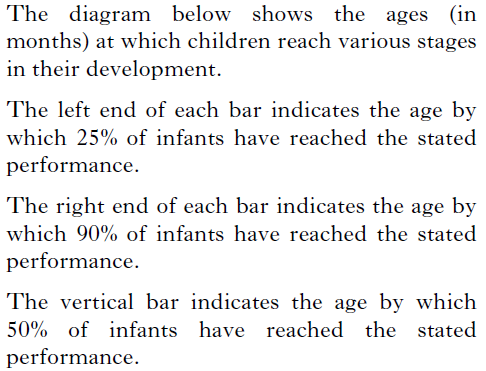 The diagram below shows the ages (in
months) at which children reach various stages
in their development.
The left end of each bar indicates the age by
which 25% of infants have reached the stated
performance.
The right end of each bar indicates the age by
which 90% of infants have reached the stated
performance.
The vertical bar indicates the age by which
50% of infants have reached the stated
performance.